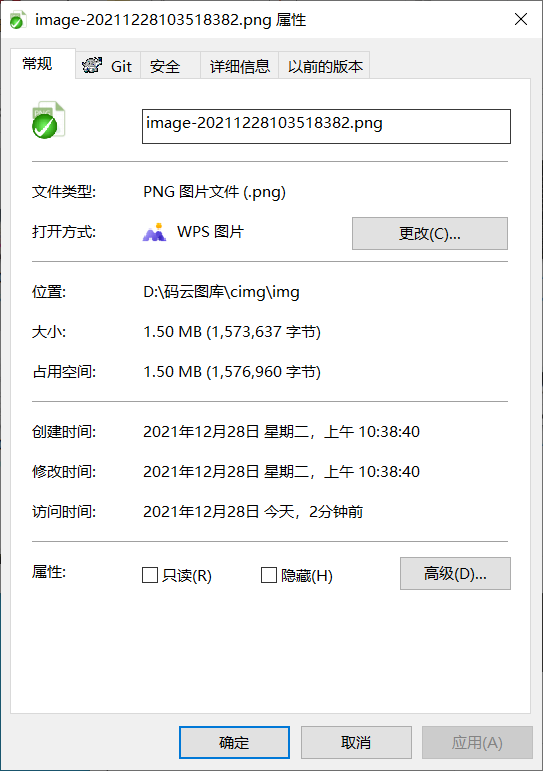 image-20211228103518382.png 属性
常规 Git 安全 详细信息 以前的版本
image-20211228103518382.png
文件类型: PNG 图片文件 (.png)
打开方式: WPS 图片 更改(C)...
位置: D:\码云图库\cimg\img
大小: 1.50 MB (1,573,637 字节)
占用空间: 1.50 MB (1,576,960 字节)
创建时间: 2021年12月28日 星期二，上午 10:38:40
修改时间: 2021年12月28日 星期二，上午 10:38:40
访问时间: 2021年12月28日 今天，2分钟前
属性: 只读(R) 隐藏(H) 高级(D)...
确定 取消 应用(A)